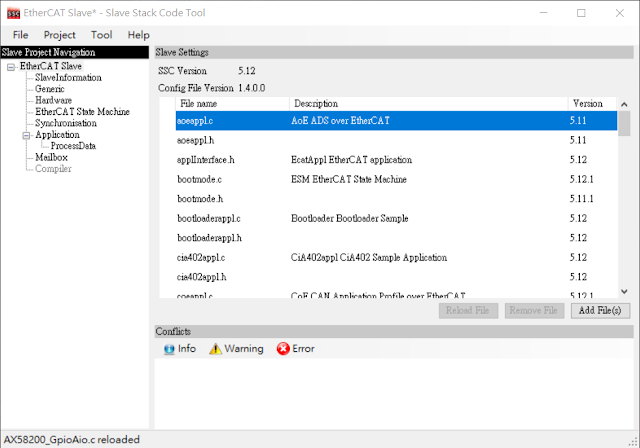 SSC EtherCAT Slave* - Slave Stack Code Tool
File Project Tool Help
Slave Project Navigation
EtherCAT Slave
SlaveInformation
Generic
Hardware
EtherCAT State Machine
Synchronisation
Application
ProcessData
Mailbox
Compiler
Slave Settings
SSC Version 5.12
Config File Version 1.4.0.0
File name Description Version
aoeappl.c AoE ADS over EtherCAT 5.11
aoeappl.h 5.11
applInterface.h EcatAppl EtherCAT application 5.12
bootmode.c ESM EtherCAT State Machine 5.12.1
bootmode.h 5.11.1
bootloaderappl.c Bootloader Bootloader Sample 5.12
bootloaderappl.h 5.12
cia402appl.c CiA402appl CiA402 Sample Application 5.12
cia402appl.h 5.12
coeappl.c CoE CAN Application Profile over EtherCAT 5.12.1
Reload File Remove File Add File(s)
Conflicts
Info Warning Error
AX58200_GpioAio.c reloaded